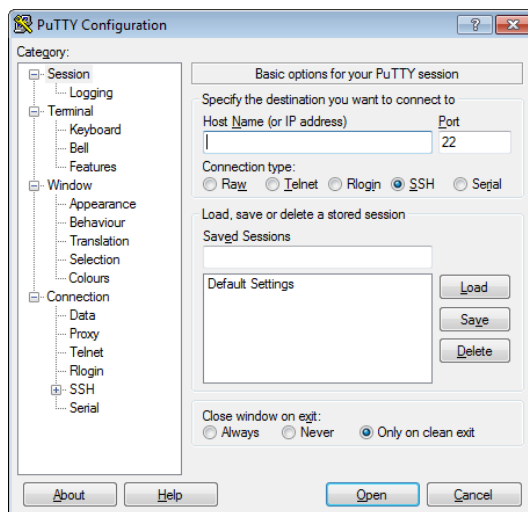 PuTTY Configuration
?
Category:
Session
Logging
Terminal
Keyboard
Bell
Features
Window
Appearance
Behaviour
Translation
Selection
Colours
Connection
Data
Proxy
Telnet
Rlogin
SSH
Serial
Basic options for your PuTTY session
Specify the destination you want to connect to
Host Name (or IP address) Port
22
Connection type:
Raw Telnet Rlogin SSH Serial
Load, save or delete a stored session
Saved Sessions
Default Settings
Load
Save
Delete
Close window on exit:
Always Never Only on clean exit
About Help Open Cancel